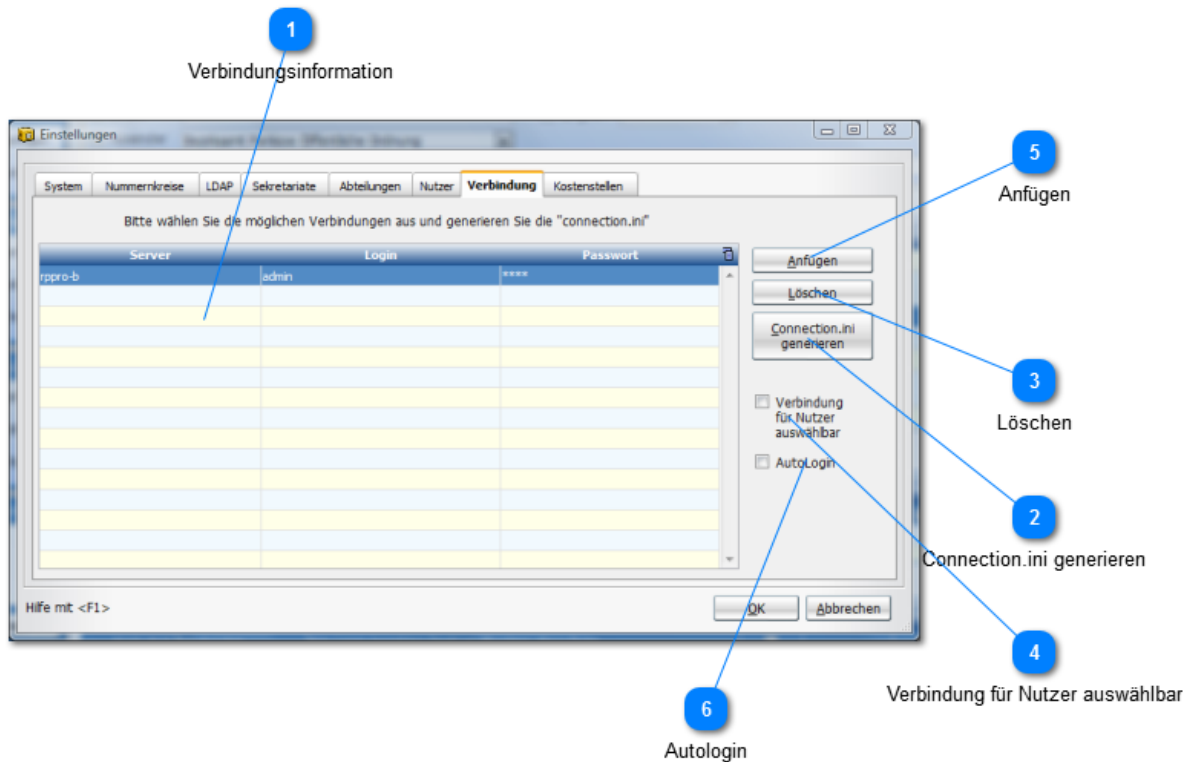 1
Verbindungsinformation
Einstellungen
System Nummernkreise LDAP Sekretariate Abteilungen Nutzer Verbindung Kostenstellen
Bitte wählen Sie die möglichen Verbindungen aus und generieren Sie die "connection.ini"
Server Login Passwort
rppro-b admin ****
Anfügen
Löschen
Connection.ini
generieren
Verbindung
für Nutzer
auswählbar
AutoLogin
Hilfe mit <F1>
OK Abbrechen
5
Anfügen
3
Löschen
2
Connection.ini generieren
4
Verbindung für Nutzer auswählbar
6
Autologin